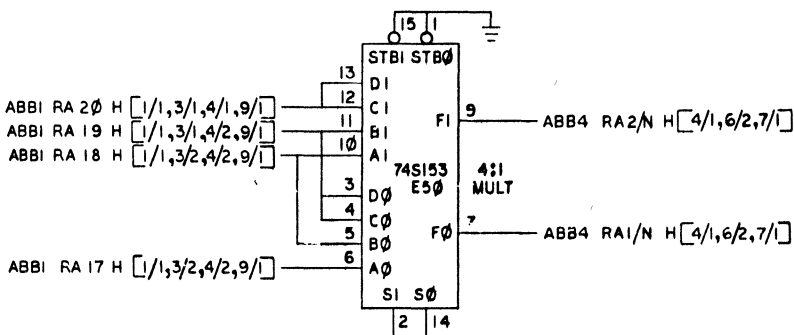 15 1
STB1 STBØ
13 D1
ABB1 RA 2Ø H [1/1,3/1,4/1,9/1] 12 C1
ABB1 RA 19 H [1/1,3/1,4/2,9/1] 11 B1 F1 9 ABB4 RA2/N H[4/1,6/2,7/1]
ABB1 RA 18 H [1/1,3/2,4/2,9/1] 1Ø A1
74S153 4:1
E5Ø MULT
3 DØ
4 CØ
5 BØ FØ 7 ABB4 RA1/N H[4/1,6/2,7/1]
ABB1 RA 17 H [1/1,3/2,4/2,9/1] 6 AØ
S1 SØ
2 14